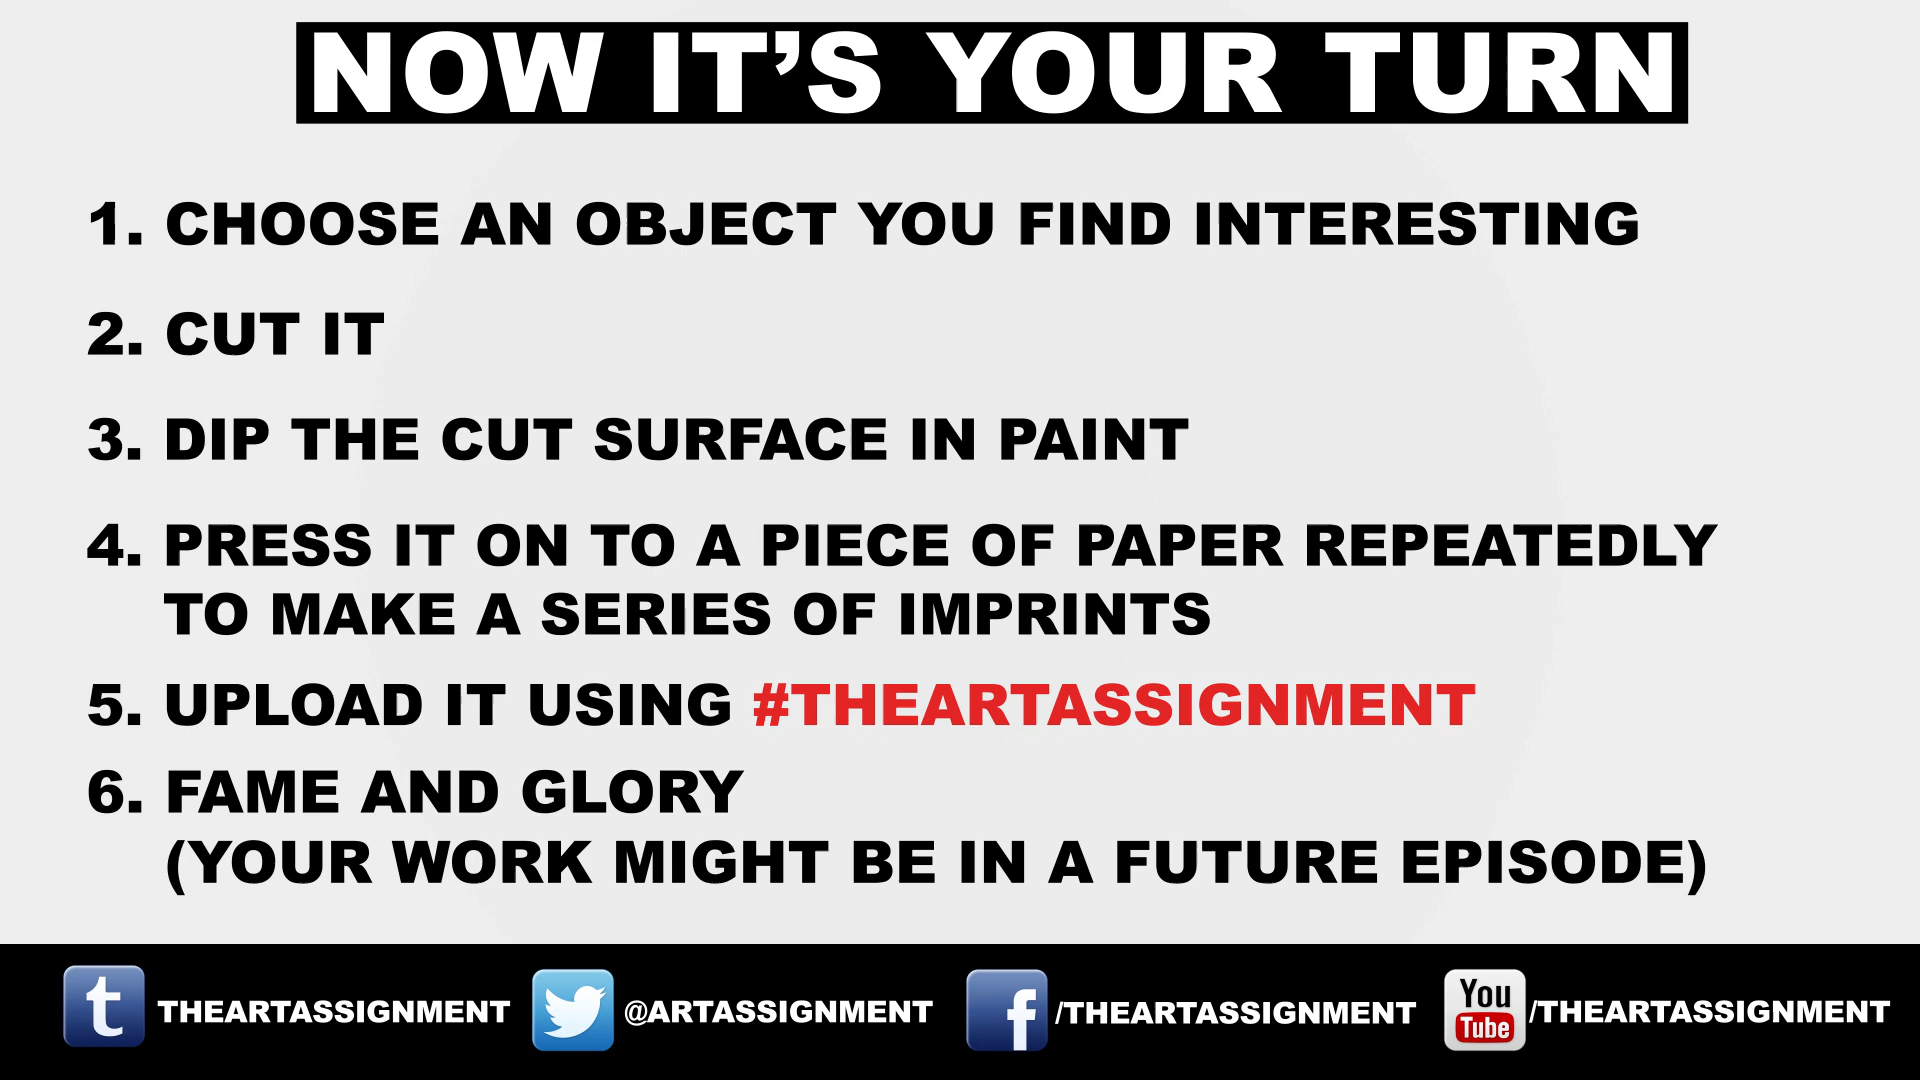 NOW IT’S YOUR TURN
1. CHOOSE AN OBJECT YOU FIND INTERESTING
2. CUT IT
3. DIP THE CUT SURFACE IN PAINT
4. PRESS IT ON TO A PIECE OF PAPER REPEATEDLY
TO MAKE A SERIES OF IMPRINTS
5. UPLOAD IT USING #THEARTASSIGNMENT
6. FAME AND GLORY
(YOUR WORK MIGHT BE IN A FUTURE EPISODE)
t THEARTASSIGNMENT @ARTASSIGNMENT f /THEARTASSIGNMENT You Tube /THEARTASSIGNMENT